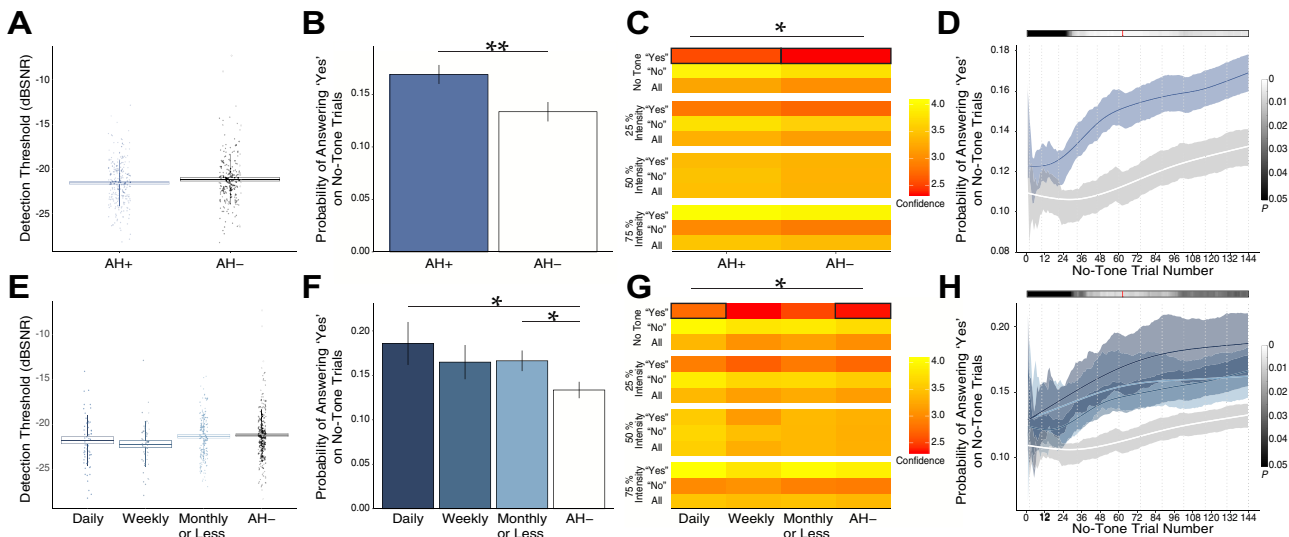 A
Detection Threshold (dBSNR)
-10
-15
-20
-25
AH+
AH−
B
Probability of Answering ‘Yes’
on No-Tone Trials
0.15
0.10
0.05
0.00
**
AH+
AH−
C
*
No Tone
“Yes”
“No”
All
25 %
Intensity
“Yes”
“No”
All
50 %
Intensity
“Yes”
“No”
All
75 %
Intensity
“Yes”
“No”
All
AH+
AH−
4.0
3.5
3.0
2.5
Confidence
D
Probability of Answering ‘Yes’
on No-Tone Trials
0.18
0.16
0.14
0.12
0.10
0.08
0 12 24 36 48 60 72 84 96 108 120 132 144
No-Tone Trial Number
0
0.01
0.02
0.03
0.04
0.05
P
E
Detection Threshold (dBSNR)
-10
-15
-20
-25
Daily Weekly Monthly AH−
or Less
F
Probability of Answering ‘Yes’
on No-Tone Trials
0.20
0.15
0.10
0.05
0.00
*
*
Daily Weekly Monthly AH−
or Less
G
*
No Tone
“Yes”
“No”
All
25 %
Intensity
“Yes”
“No”
All
50 %
Intensity
“Yes”
“No”
All
75 %
Intensity
“Yes”
“No”
All
Daily Weekly Monthly AH−
or Less
4.0
3.5
3.0
2.5
Confidence
H
Probability of Answering ‘Yes’
on No-Tone Trials
0.20
0.15
0.10
0 12 24 36 48 60 72 84 96 108 120 132 144
No-Tone Trial Number
0
0.01
0.02
0.03
0.04
0.05
P